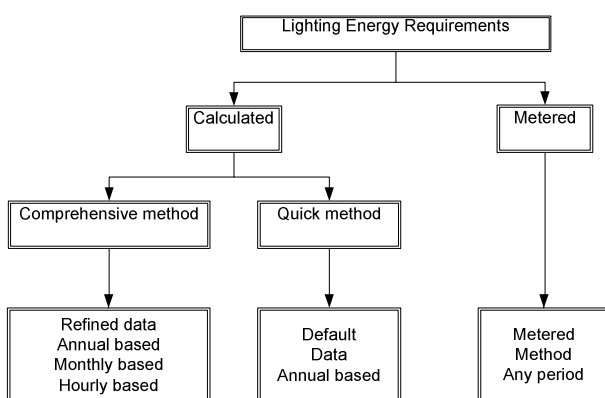 Lighting Energy Requirements
Calculated
Metered
Comprehensive method
Quick method
Refined data
Annual based
Monthly based
Hourly based
Default
Data
Annual based
Metered
Method
Any period